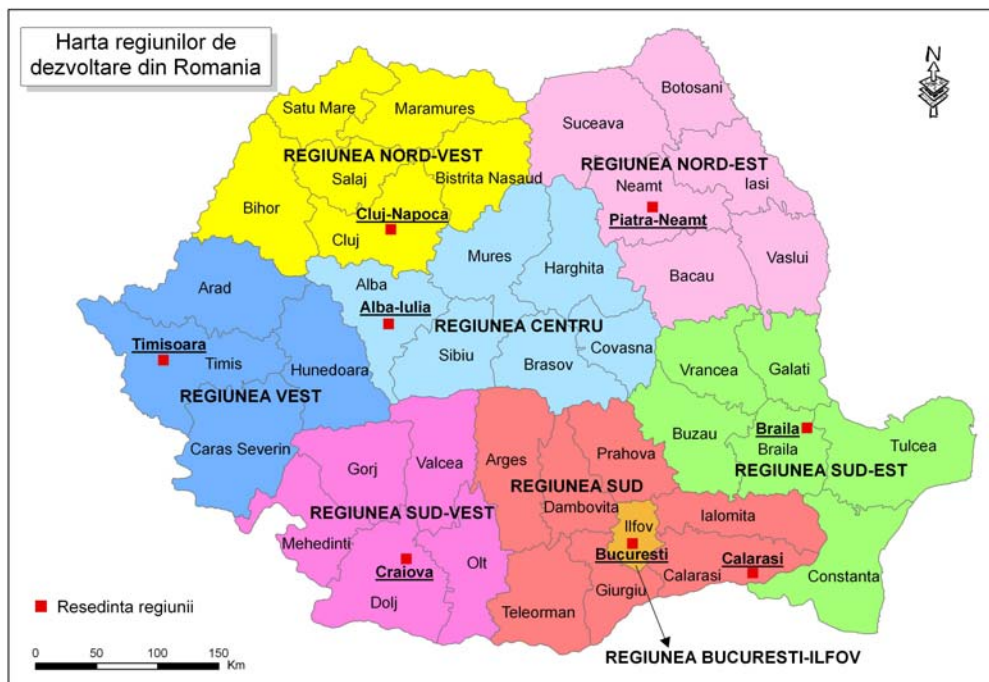 Harta regiunilor de
dezvoltare din Romania
N
Botosani
Satu Mare
Maramures
Suceava
REGIUNEA NORD-VEST
REGIUNEA NORD-EST
Salaj
Bistrita Nasaud
Neamt
Iasi
Bihor
Cluj-Napoca
Piatra-Neamt
Cluj
Mures
Harghita
Bacau
Vaslui
Arad
Alba
Alba-Iulia
REGIUNEA CENTRU
Timisoara
Timis
Hunedoara
Sibiu
Brasov
Covasna
Vrancea
Galati
REGIUNEA VEST
Caras Severin
Gorj
Valcea
Arges
Prahova
Buzau
Braila
Braila
Tulcea
REGIUNEA SUD-EST
REGIUNEA SUD
Dambovita
REGIUNEA SUD-VEST
Ilfov
Ialomita
Mehedinti
Olt
Bucuresti
Calarasi
Craiova
Giurgiu
Calarasi
Constanta
Dolj
Teleorman
Resedinta regiunii
REGIUNEA BUCURESTI-ILFOV
0 50 100 150
Km